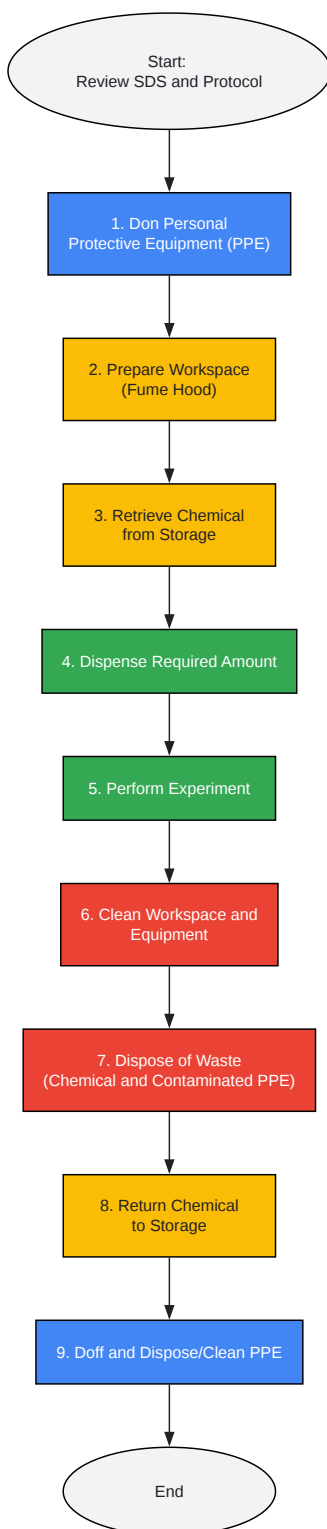 Start:
Review SDS and Protocol
1. Don Personal
Protective Equipment (PPE)
2. Prepare Workspace
(Fume Hood)
3. Retrieve Chemical
from Storage
4. Dispense Required Amount
5. Perform Experiment
6. Clean Workspace and
Equipment
7. Dispose of Waste
(Chemical and Contaminated PPE)
8. Return Chemical
to Storage
9. Doff and Dispose/Clean PPE
End